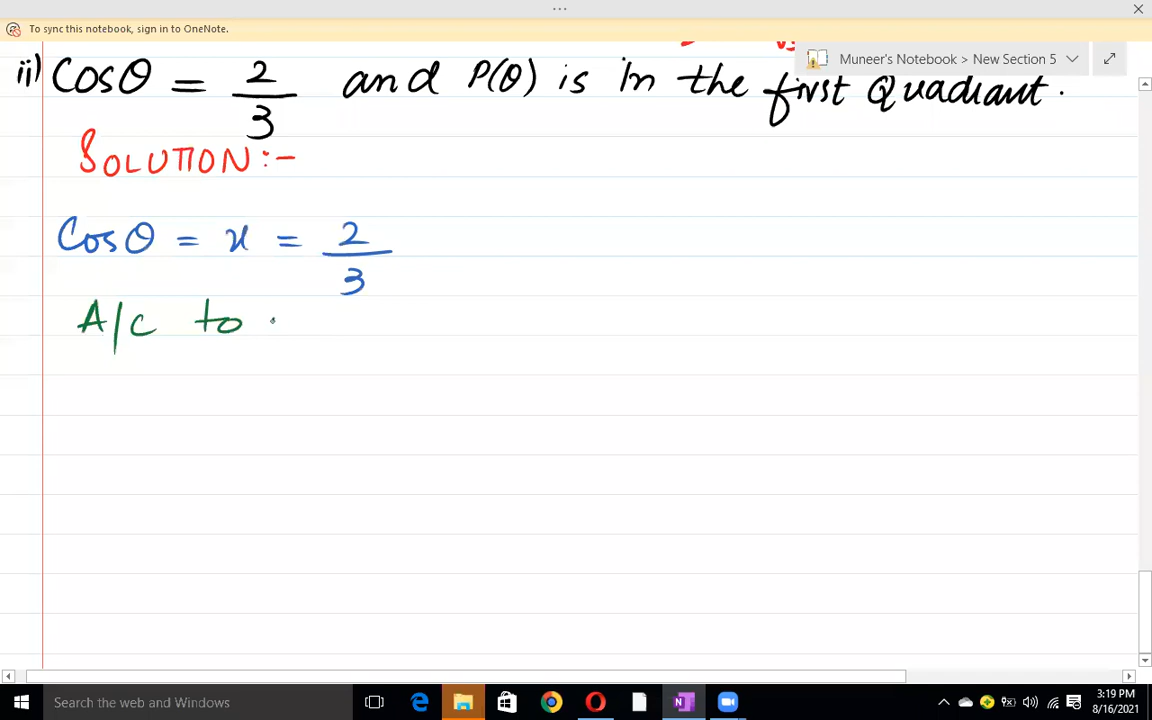 To sync this notebook, sign in to OneNote.
Muneer's Notebook > New Section 5
ii) Cosθ = 2/3 and P(θ) is in the first Quadrant.
SOLUTION:-
Cosθ = x = 2/3
A/c to
Search the web and Windows
3:19 PM
8/16/2021